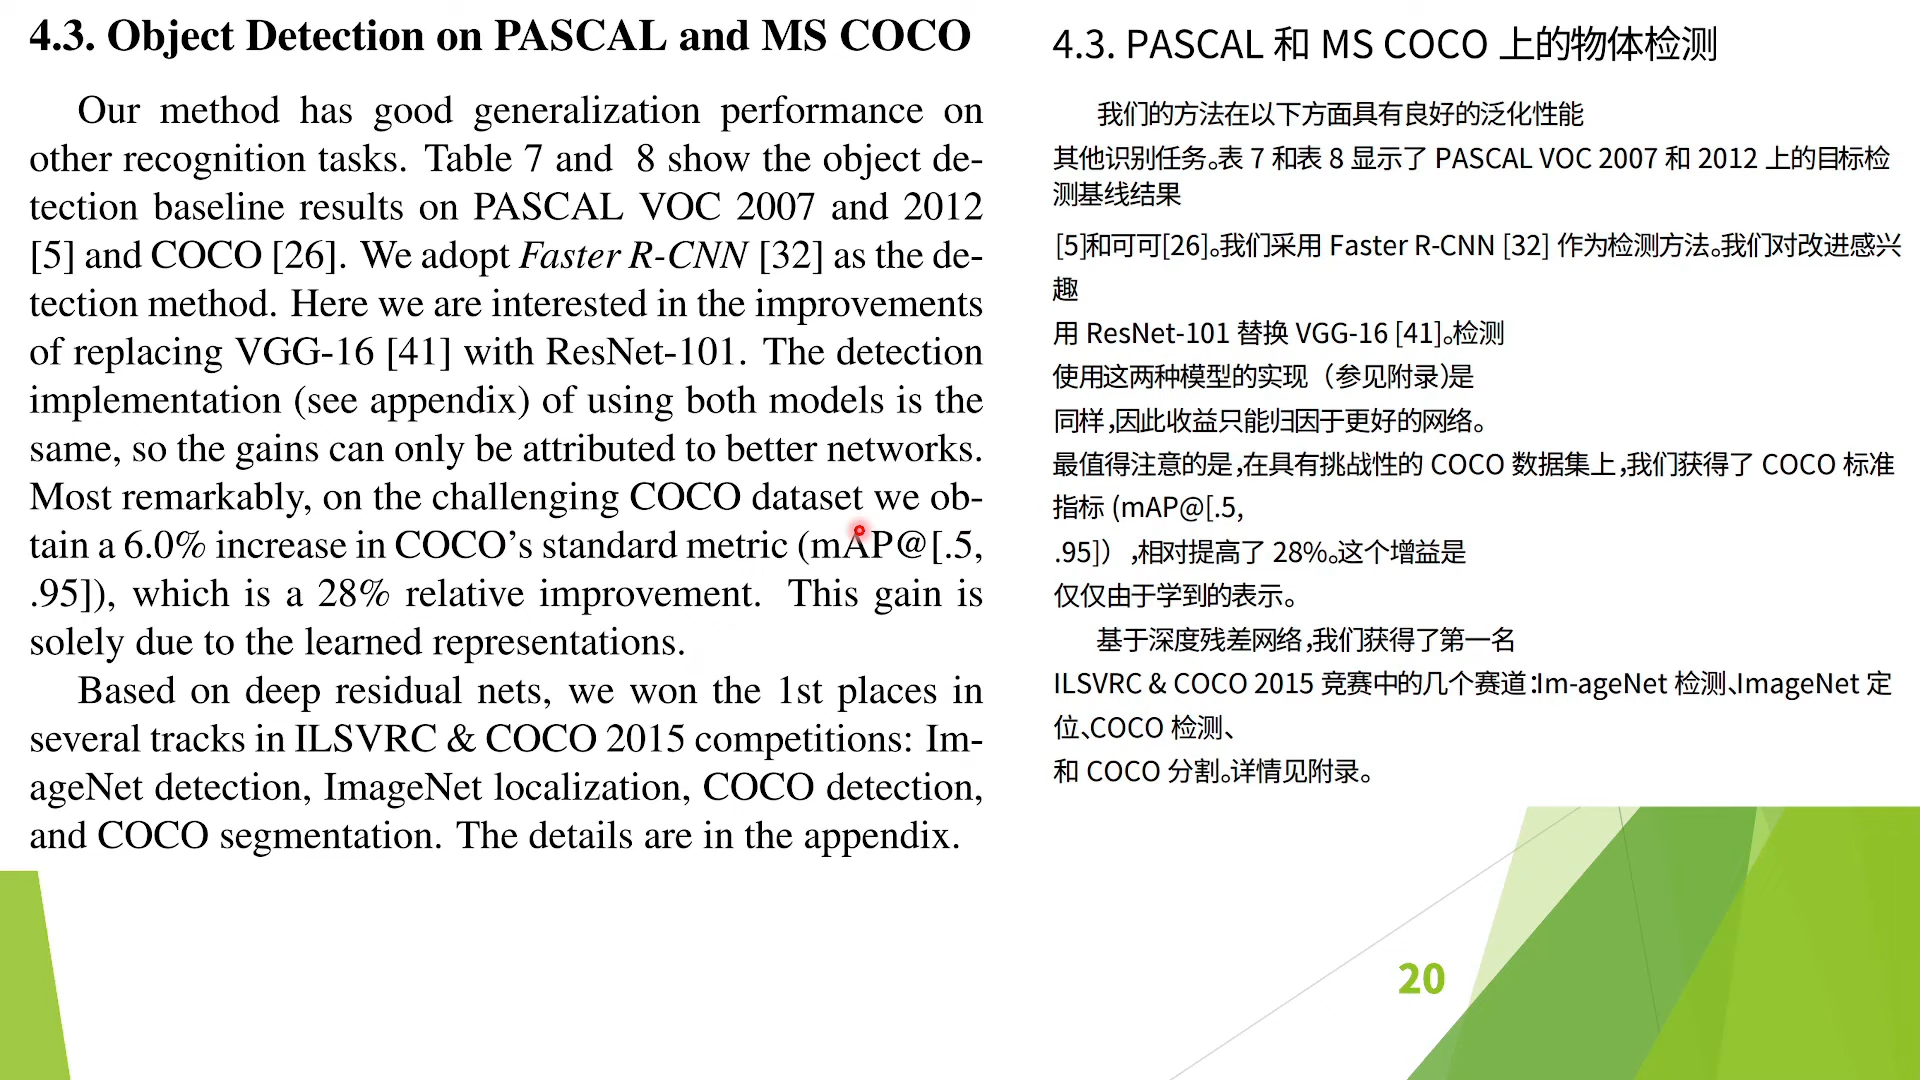 4.3. Object Detection on PASCAL and MS COCO
Our method has good generalization performance on
other recognition tasks. Table 7 and 8 show the object de-
tection baseline results on PASCAL VOC 2007 and 2012
[5] and COCO [26]. We adopt Faster R-CNN [32] as the de-
tection method. Here we are interested in the improvements
of replacing VGG-16 [41] with ResNet-101. The detection
implementation (see appendix) of using both models is the
same, so the gains can only be attributed to better networks.
Most remarkably, on the challenging COCO dataset we ob-
tain a 6.0% increase in COCO's standard metric (mAP@[.5,
.95]), which is a 28% relative improvement. This gain is
solely due to the learned representations.
Based on deep residual nets, we won the 1st places in
several tracks in ILSVRC & COCO 2015 competitions: Im-
ageNet detection, ImageNet localization, COCO detection,
and COCO segmentation. The details are in the appendix.
4.3. PASCAL 和 MS COCO 上的物体检测
我们的方法在以下方面具有良好的泛化性能
其他识别任务。表 7 和表 8 显示了 PASCAL VOC 2007 和 2012 上的目标检
测基线结果
[5]和可可[26]。我们采用 Faster R-CNN [32] 作为检测方法。我们对改进感兴
趣
用 ResNet-101 替换 VGG-16 [41]。检测
使用这两种模型的实现（参见附录）是
同样,因此收益只能归因于更好的网络。
最值得注意的是,在具有挑战性的 COCO 数据集上,我们获得了 COCO 标准
指标 (mAP@[.5,
.95]）,相对提高了 28%。这个增益是
仅仅由于学到的表示。
基于深度残差网络,我们获得了第一名
ILSVRC & COCO 2015 竞赛中的几个赛道:Im-ageNet 检测、ImageNet 定
位、COCO 检测、
和 COCO 分割。详情见附录。
20